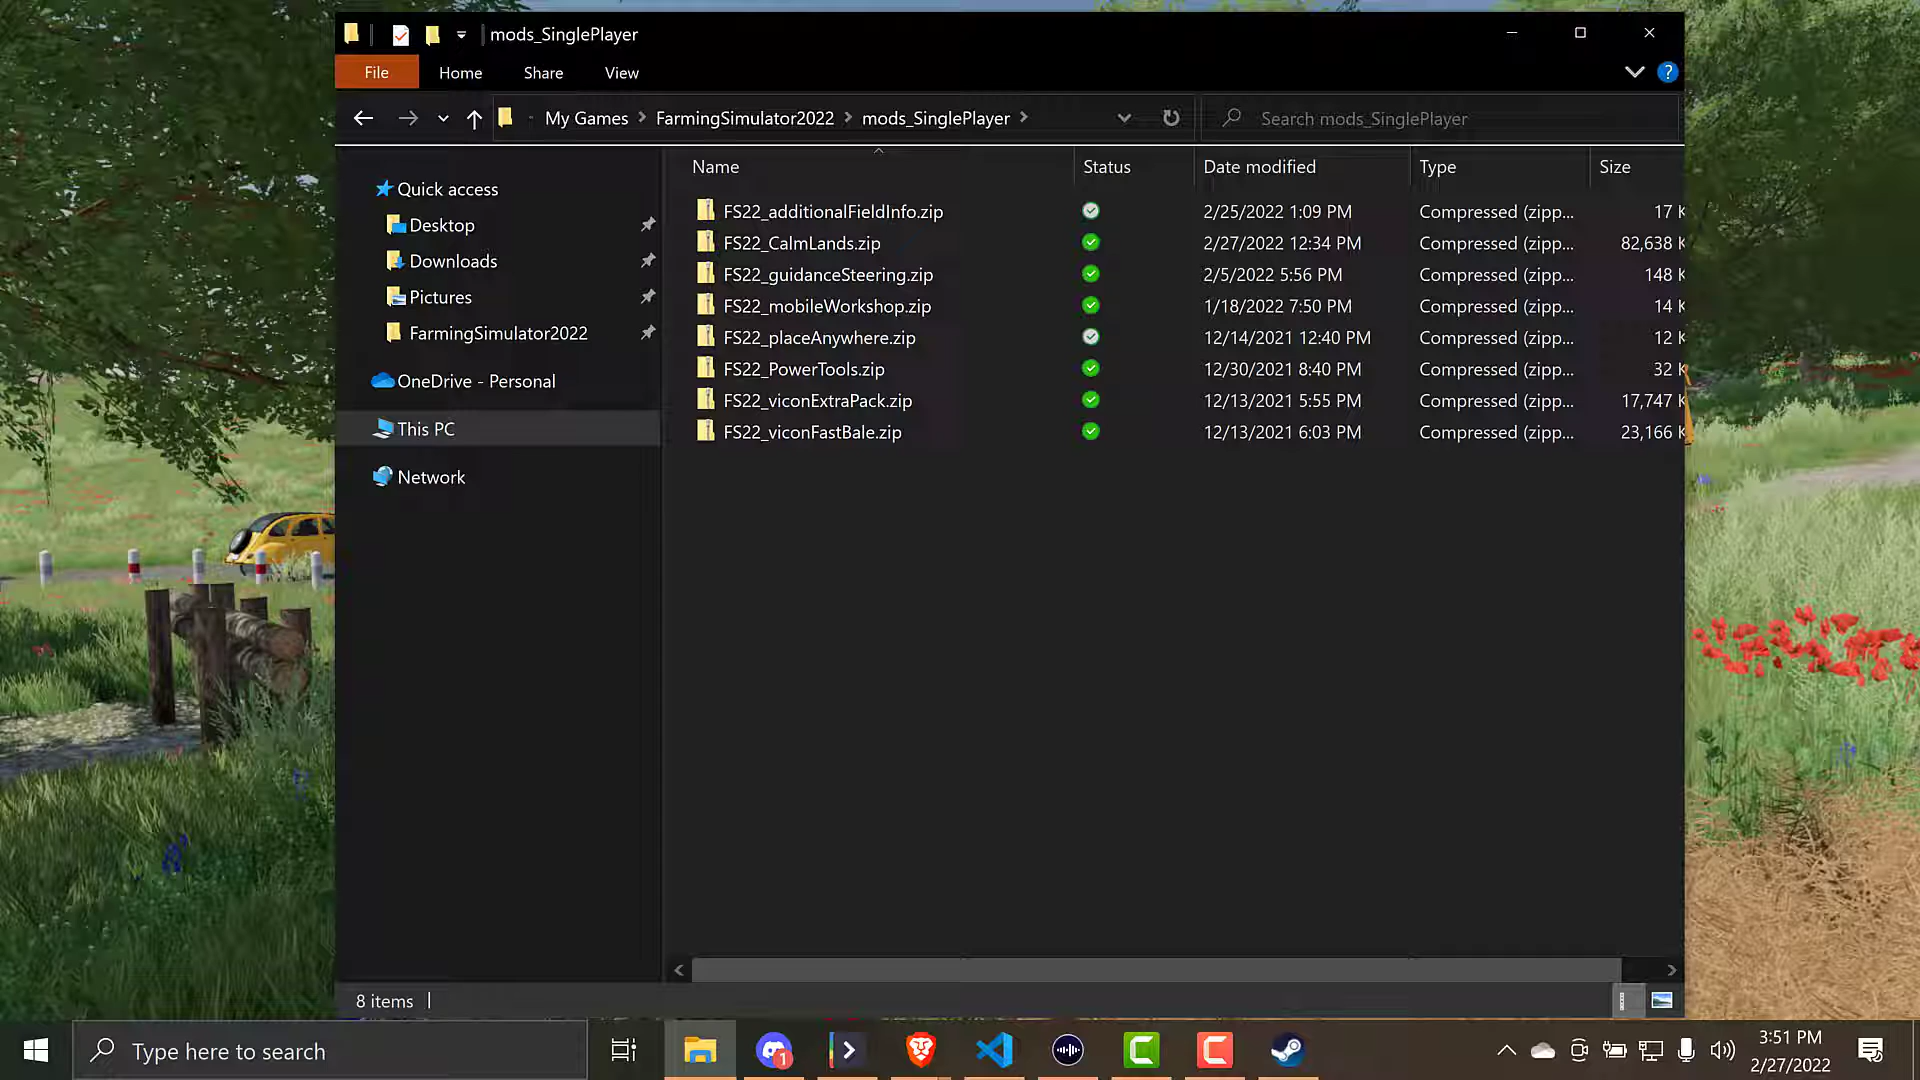 mods_SinglePlayer
File Home Share View
My Games FarmingSimulator2022 mods_SinglePlayer Search mods_SinglePlayer
Name Status Date modified Type Size
Quick access
Desktop
Downloads
Pictures
FarmingSimulator2022
OneDrive - Personal
This PC
Network
FS22_additionalFieldInfo.zip 2/25/2022 1:09 PM Compressed (zipp... 17 K
FS22_CalmLands.zip 2/27/2022 12:34 PM Compressed (zipp... 82,638 K
FS22_guidanceSteering.zip 2/5/2022 5:56 PM Compressed (zipp... 148 K
FS22_mobileWorkshop.zip 1/18/2022 7:50 PM Compressed (zipp... 14 K
FS22_placeAnywhere.zip 12/14/2021 12:40 PM Compressed (zipp... 12 K
FS22_PowerTools.zip 12/30/2021 8:40 PM Compressed (zipp... 32 K
FS22_viconExtraPack.zip 12/13/2021 5:55 PM Compressed (zipp... 17,747 K
FS22_viconFastBale.zip 12/13/2021 6:03 PM Compressed (zipp... 23,166 K
8 items
Type here to search
1
3:51 PM
2/27/2022